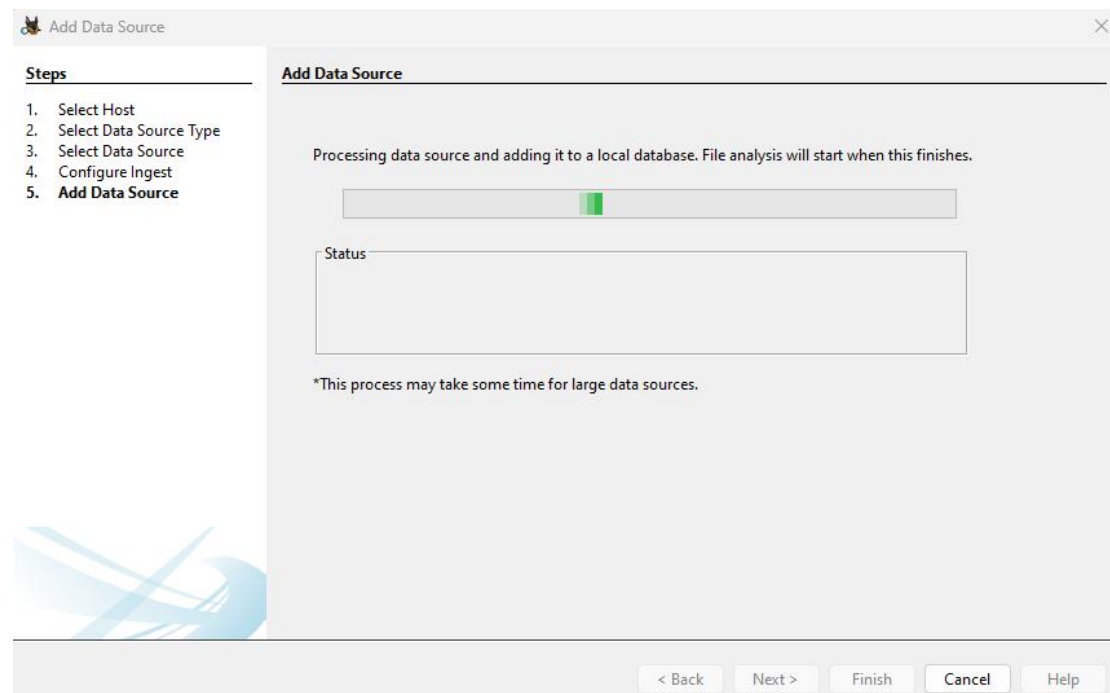 Add Data Source
Steps
1. Select Host
2. Select Data Source Type
3. Select Data Source
4. Configure Ingest
5. Add Data Source
Add Data Source
Processing data source and adding it to a local database. File analysis will start when this finishes.
Status
*This process may take some time for large data sources.
< Back Next > Finish Cancel Help